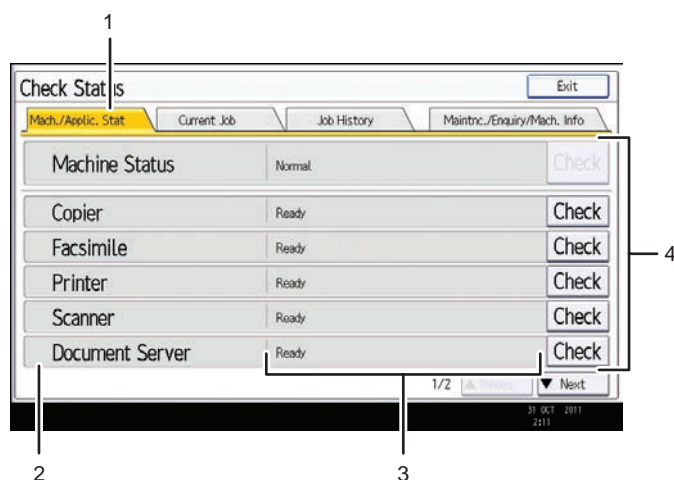 1
Check Status
Exit
Mach./Applic. Stat
Current Job
Job History
Maintnc./Enquiry/Mach. Info
Machine Status
Normal
Check
Copier
Ready
Check
Facsimile
Ready
Check
4
Printer
Ready
Check
Scanner
Ready
Check
Document Server
Ready
Check
1/2
▲ Previous
▼ Next
31 OCT 2011
2:11
2
3